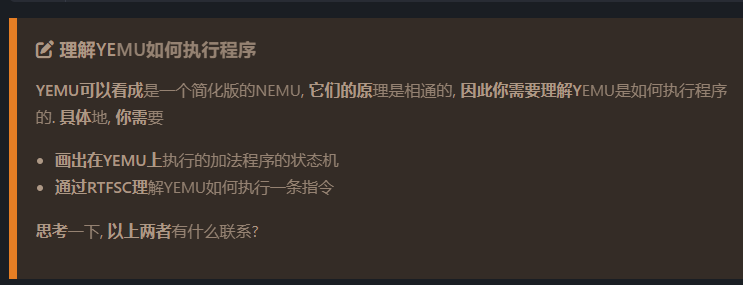 理解YEMU如何执行程序
YEMU可以看成是一个简化版的NEMU, 它们的原理是相通的, 因此你需要理解YEMU是如何执行程序
的. 具体地, 你需要
画出在YEMU上执行的加法程序的状态机
通过RTFSC理解YEMU如何执行一条指令
思考一下, 以上两者有什么联系?